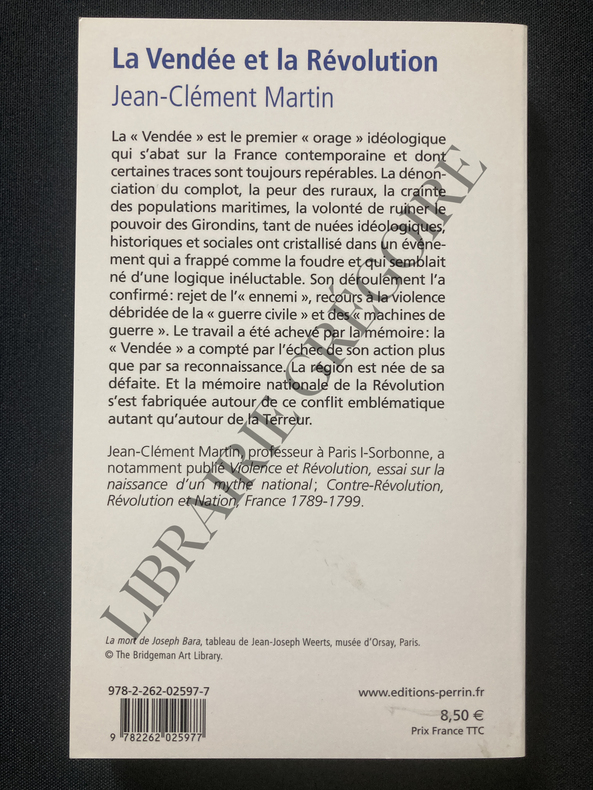 La Vendée et la Révolution
Jean-Clément Martin
La « Vendée » est le premier « orage » idéologique
qui s'abat sur la France contemporaine et dont
certaines traces sont toujours repérables. La dénon-
ciation du complot, la peur des ruraux, la crainte
des populations maritimes, la volonté de ruiner le
pouvoir des Girondins, tant de nuées idéologiques,
historiques et sociales ont cristallisé dans un événe-
ment qui a frappé comme la foudre et qui semblait
né d'une logique inéluctable. Son déroulement l'a
confirmé : rejet de l'« ennemi », recours à la violence
débridée de la « guerre civile » et des « machines de
guerre ». Le travail a été achevé par la mémoire : la
« Vendée » a compté par l'échec de son action plus
que par sa reconnaissance. La région est née de sa
défaite. Et la mémoire nationale de la Révolution
s'est fabriquée autour de ce conflit emblématique
autant qu'autour de la Terreur.
Jean-Clément Martin, professeur à Paris I-Sorbonne, a
notamment publié Violence et Révolution, essai sur la
naissance d'un mythe national ; Contre-Révolution,
Révolution et Nation, France 1789-1799.
LIBRAIRIE GRÉGOIRE
La mort de Joseph Bara, tableau de Jean-Joseph Weerts, musée d'Orsay, Paris.
© The Bridgeman Art Library.
978-2-262-02597-7
9 782262 025977
www.editions-perrin.fr
8,50 €
Prix France TTC